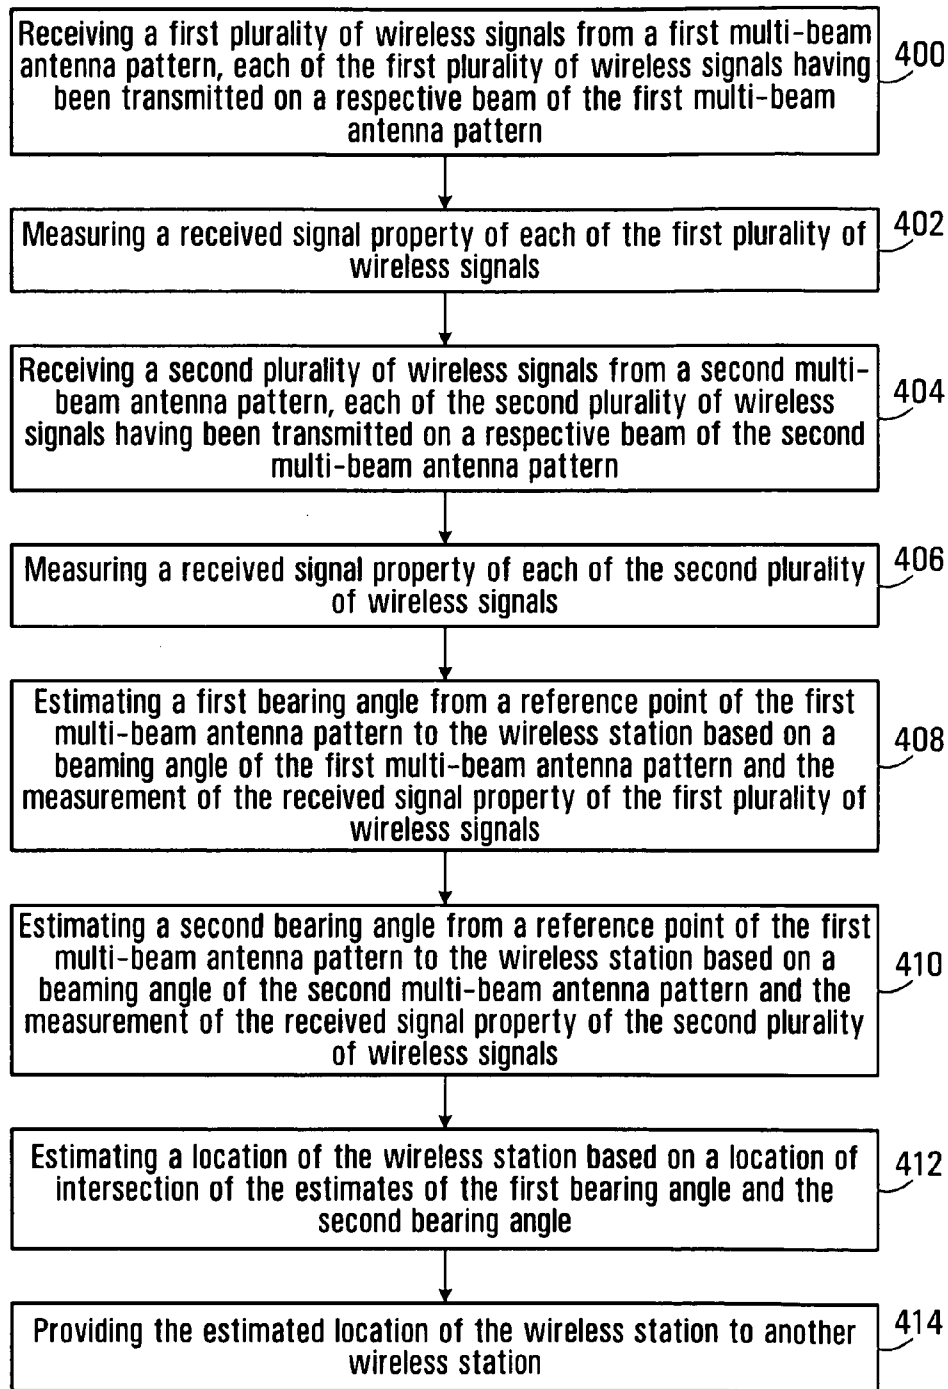 Receiving a first plurality of wireless signals from a first multi-beam
antenna pattern, each of the first plurality of wireless signals having
been transmitted on a respective beam of the first multi-beam
antenna pattern
400
Measuring a received signal property of each of the first plurality of
wireless signals
402
Receiving a second plurality of wireless signals from a second multi-
beam antenna pattern, each of the second plurality of wireless
signals having been transmitted on a respective beam of the second
multi-beam antenna pattern
404
Measuring a received signal property of each of the second plurality
of wireless signals
406
Estimating a first bearing angle from a reference point of the first
multi-beam antenna pattern to the wireless station based on a
beaming angle of the first multi-beam antenna pattern and the
measurement of the received signal property of the first plurality of
wireless signals
408
Estimating a second bearing angle from a reference point of the first
multi-beam antenna pattern to the wireless station based on a
beaming angle of the second multi-beam antenna pattern and the
measurement of the received signal property of the second plurality
of wireless signals
410
Estimating a location of the wireless station based on a location of
intersection of the estimates of the first bearing angle and the
second bearing angle
412
Providing the estimated location of the wireless station to another
wireless station
414